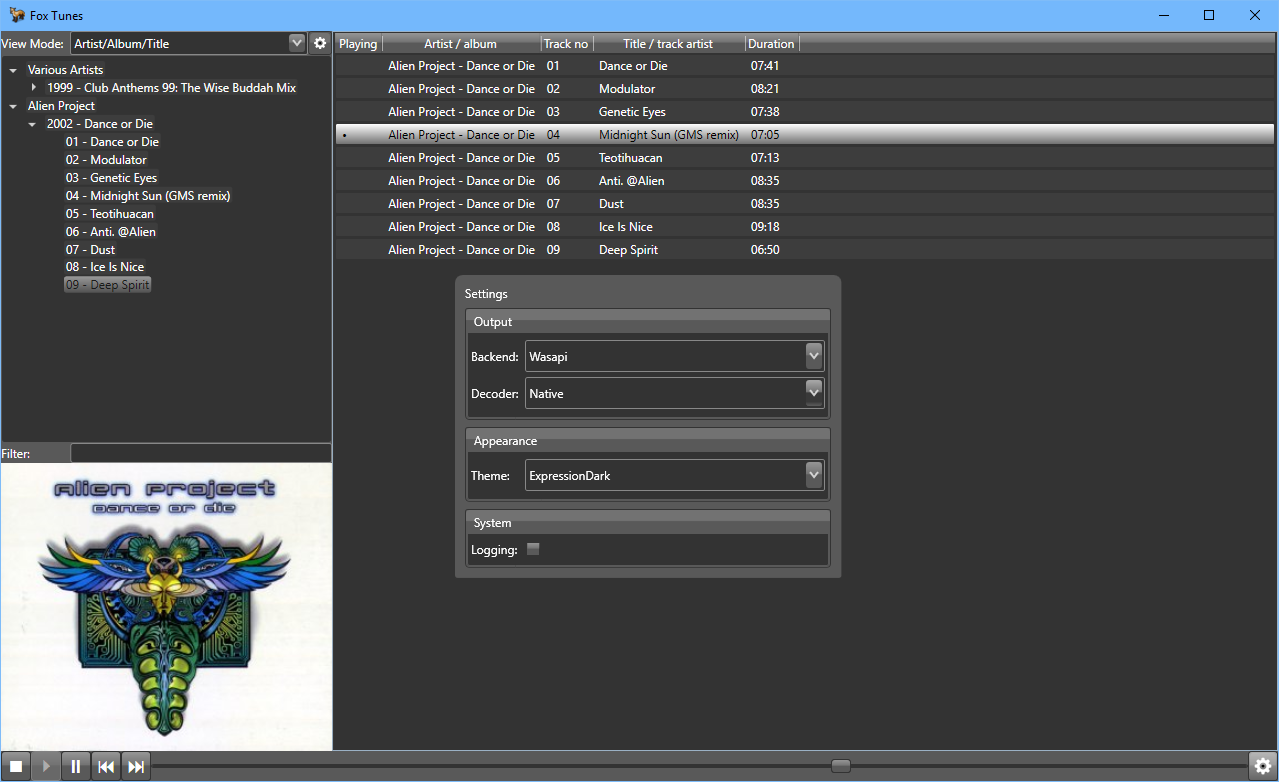 Fox Tunes
View Mode: Artist/Album/Title
Various Artists
1999 - Club Anthems 99: The Wise Buddah Mix
Alien Project
2002 - Dance or Die
01 - Dance or Die
02 - Modulator
03 - Genetic Eyes
04 - Midnight Sun (GMS remix)
05 - Teotihuacan
06 - Anti. @Alien
07 - Dust
08 - Ice Is Nice
09 - Deep Spirit
Filter:
alien project
dance or die
Playing Artist / album Track no Title / track artist Duration
Alien Project - Dance or Die 01 Dance or Die 07:41
Alien Project - Dance or Die 02 Modulator 08:21
Alien Project - Dance or Die 03 Genetic Eyes 07:38
• Alien Project - Dance or Die 04 Midnight Sun (GMS remix) 07:05
Alien Project - Dance or Die 05 Teotihuacan 07:13
Alien Project - Dance or Die 06 Anti. @Alien 08:35
Alien Project - Dance or Die 07 Dust 08:35
Alien Project - Dance or Die 08 Ice Is Nice 09:18
Alien Project - Dance or Die 09 Deep Spirit 06:50
Settings
Output
Backend: Wasapi
Decoder: Native
Appearance
Theme: ExpressionDark
System
Logging: